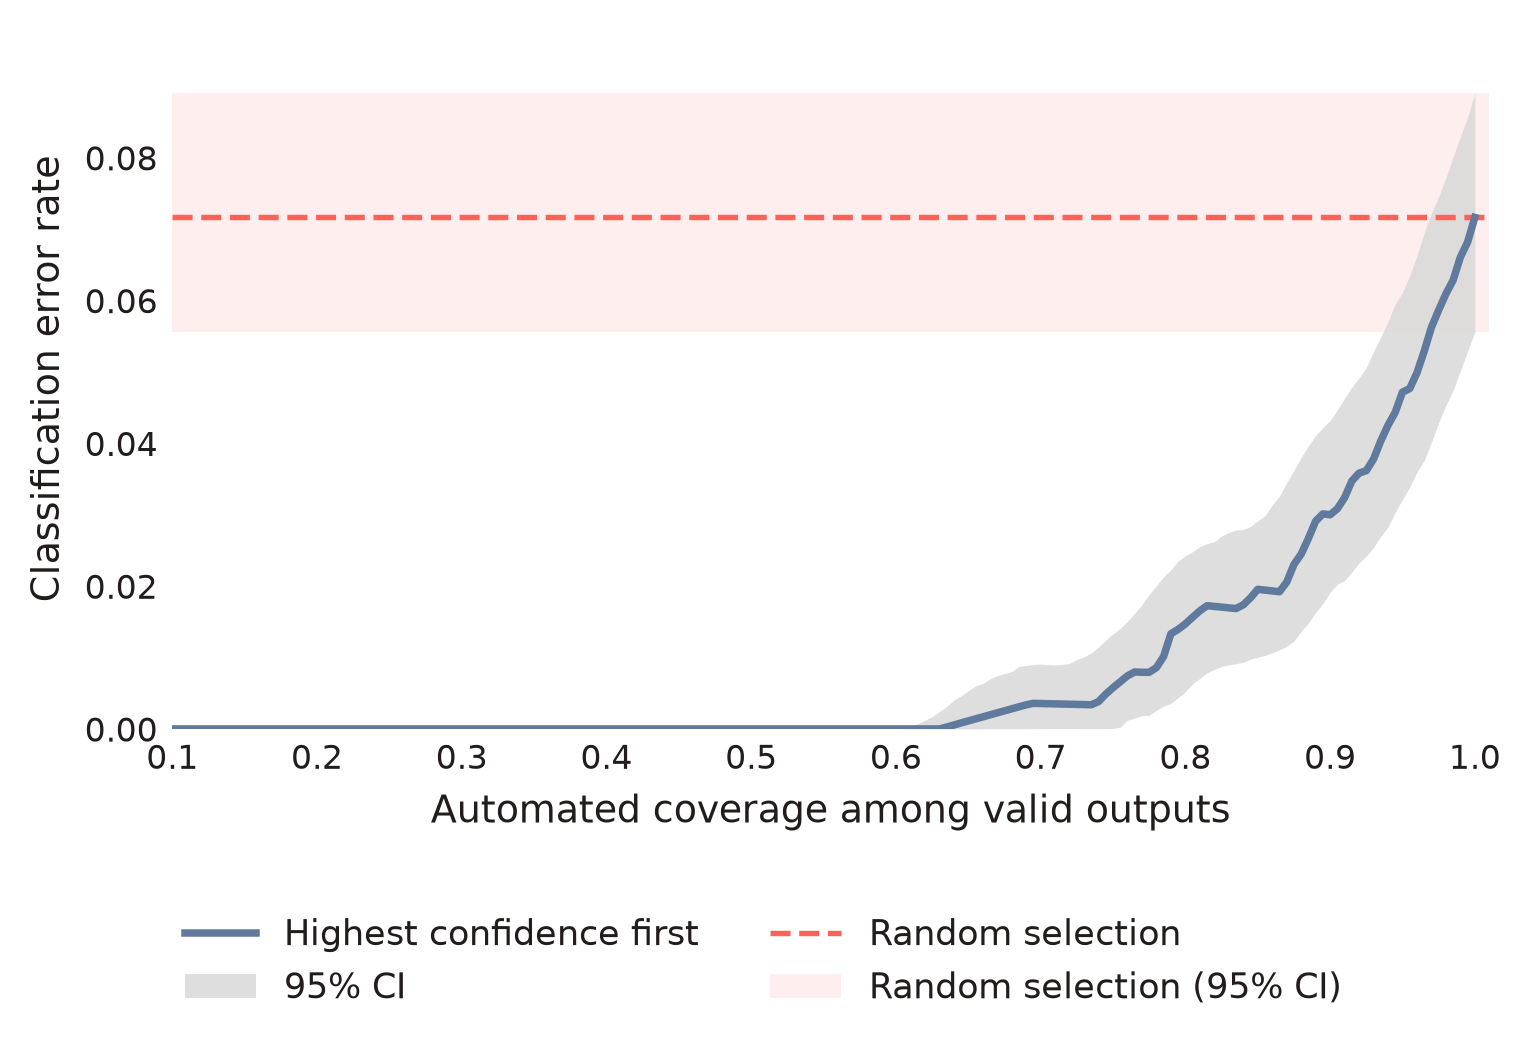 Classification error rate
0.08
0.06
0.04
0.02
0.00
0.1 0.2 0.3 0.4 0.5 0.6 0.7 0.8 0.9 1.0
Automated coverage among valid outputs
Highest confidence first
95% CI
Random selection
Random selection (95% CI)